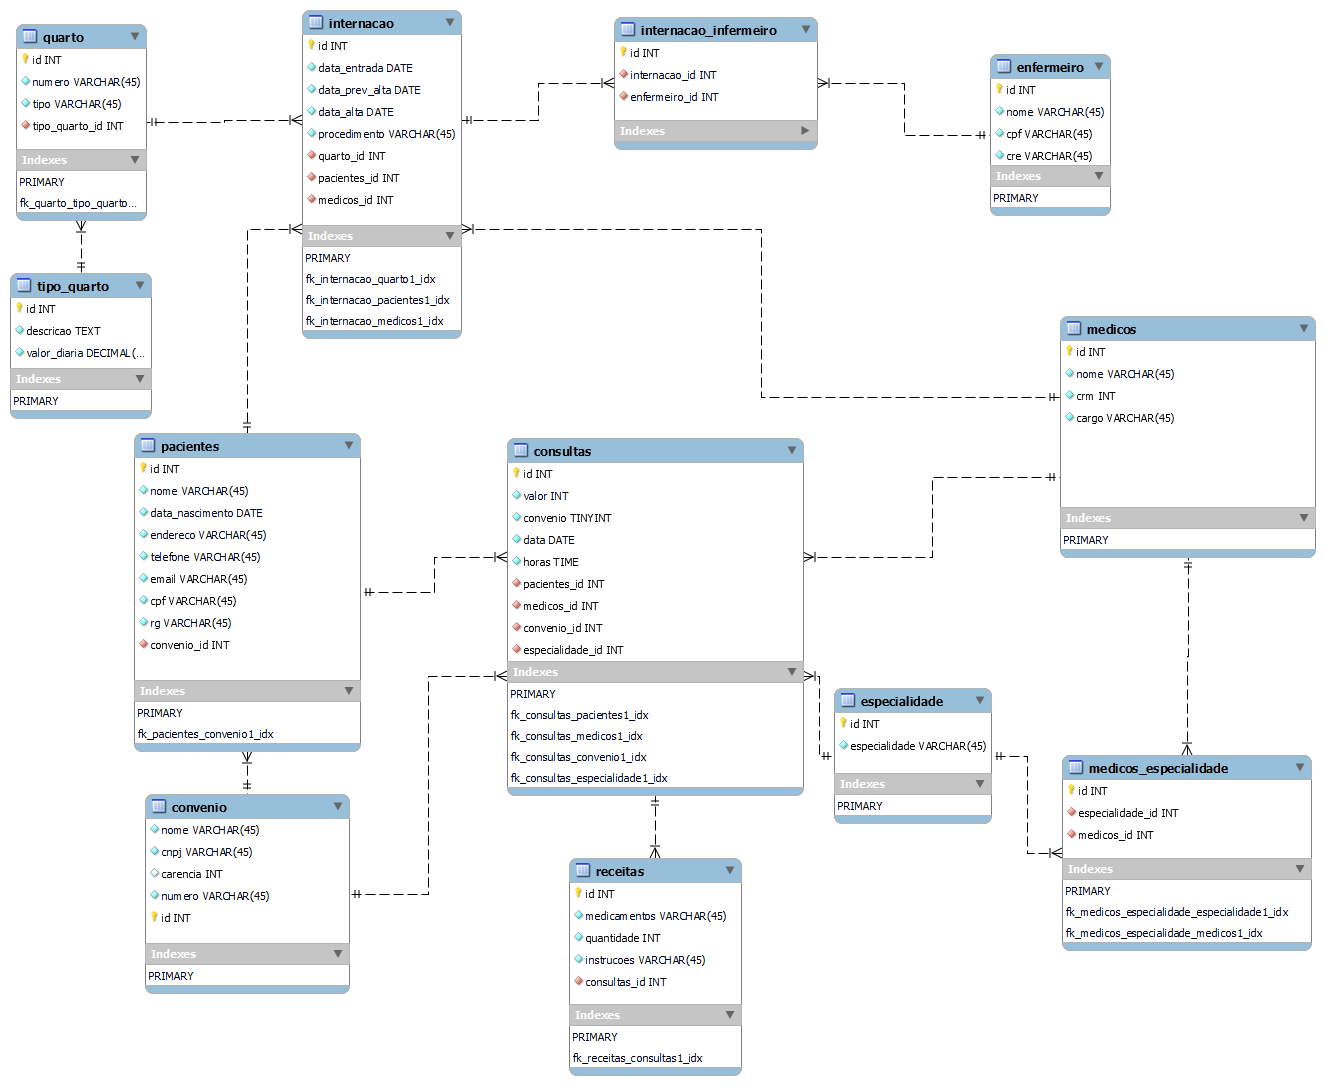 quarto
id INT
numero VARCHAR(45)
tipo VARCHAR(45)
tipo_quarto_id INT
Indexes
PRIMARY
fk_quarto_tipo_quarto...
tipo_quarto
id INT
descricao TEXT
valor_diaria DECIMAL(...
Indexes
PRIMARY
internacao
id INT
data_entrada DATE
data_prev_alta DATE
data_alta DATE
procedimento VARCHAR(45)
quarto_id INT
pacientes_id INT
medicos_id INT
Indexes
PRIMARY
fk_internacao_quarto1_idx
fk_internacao_pacientes1_idx
fk_internacao_medicos1_idx
internacao_infermeiro
id INT
internacao_id INT
enfermeiro_id INT
Indexes
enfermeiro
id INT
nome VARCHAR(45)
cpf VARCHAR(45)
cre VARCHAR(45)
Indexes
PRIMARY
medicos
id INT
nome VARCHAR(45)
crm INT
cargo VARCHAR(45)
Indexes
PRIMARY
pacientes
id INT
nome VARCHAR(45)
data_nascimento DATE
endereco VARCHAR(45)
telefone VARCHAR(45)
email VARCHAR(45)
cpf VARCHAR(45)
rg VARCHAR(45)
convenio_id INT
Indexes
PRIMARY
fk_pacientes_convenio1_idx
consultas
id INT
valor INT
convenio TINYINT
data DATE
horas TIME
pacientes_id INT
medicos_id INT
convenio_id INT
especialidade_id INT
Indexes
PRIMARY
fk_consultas_pacientes1_idx
fk_consultas_medicos1_idx
fk_consultas_convenio1_idx
fk_consultas_especialidade1_idx
especialidade
id INT
especialidade VARCHAR(45)
Indexes
PRIMARY
medicos_especialidade
id INT
especialidade_id INT
medicos_id INT
Indexes
PRIMARY
fk_medicos_especialidade_especialidade1_idx
fk_medicos_especialidade_medicos1_idx
convenio
nome VARCHAR(45)
cnpj VARCHAR(45)
carencia INT
numero VARCHAR(45)
id INT
Indexes
PRIMARY
receitas
id INT
medicamentos VARCHAR(45)
quantidade INT
instrucoes VARCHAR(45)
consultas_id INT
Indexes
PRIMARY
fk_receitas_consultas1_idx